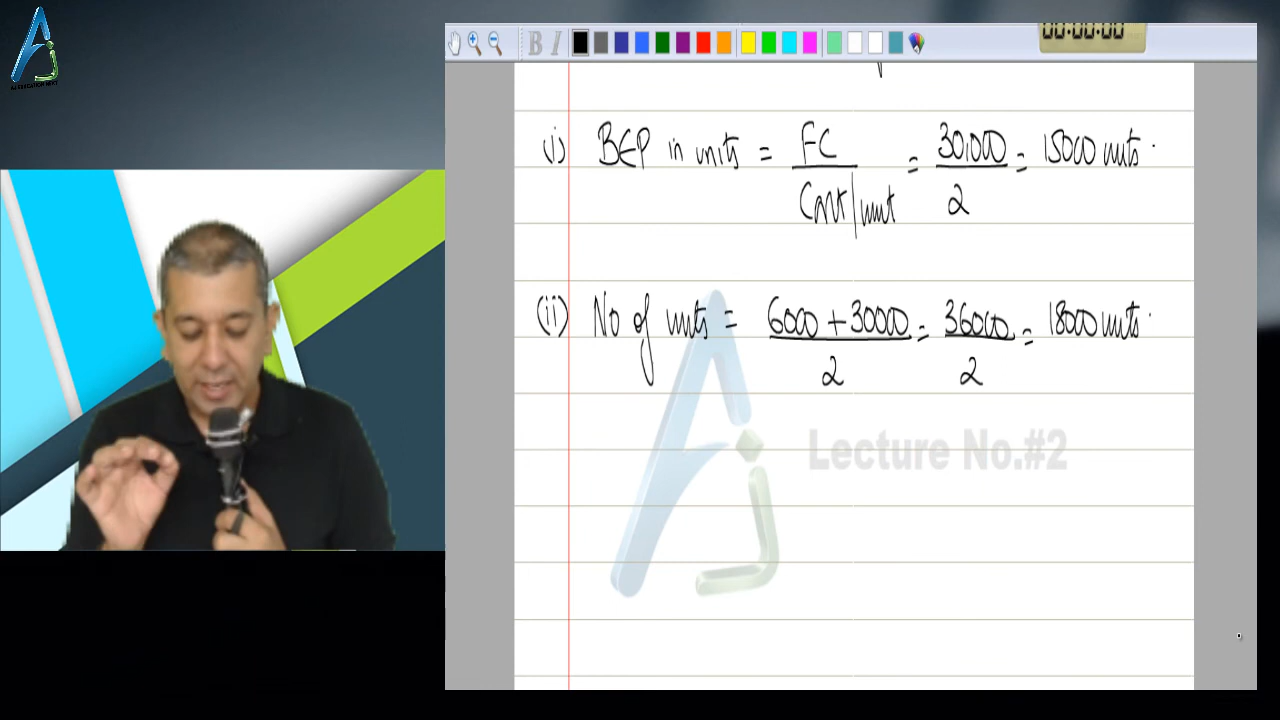 00:00:00
B I
(i) BEP in units = FC / Cont/unit = 30,000 / 2 = 15000 units.
(ii) No of units = 6000 + 30000 / 2 = 36000 / 2 = 18000 units.
Lecture No.#2